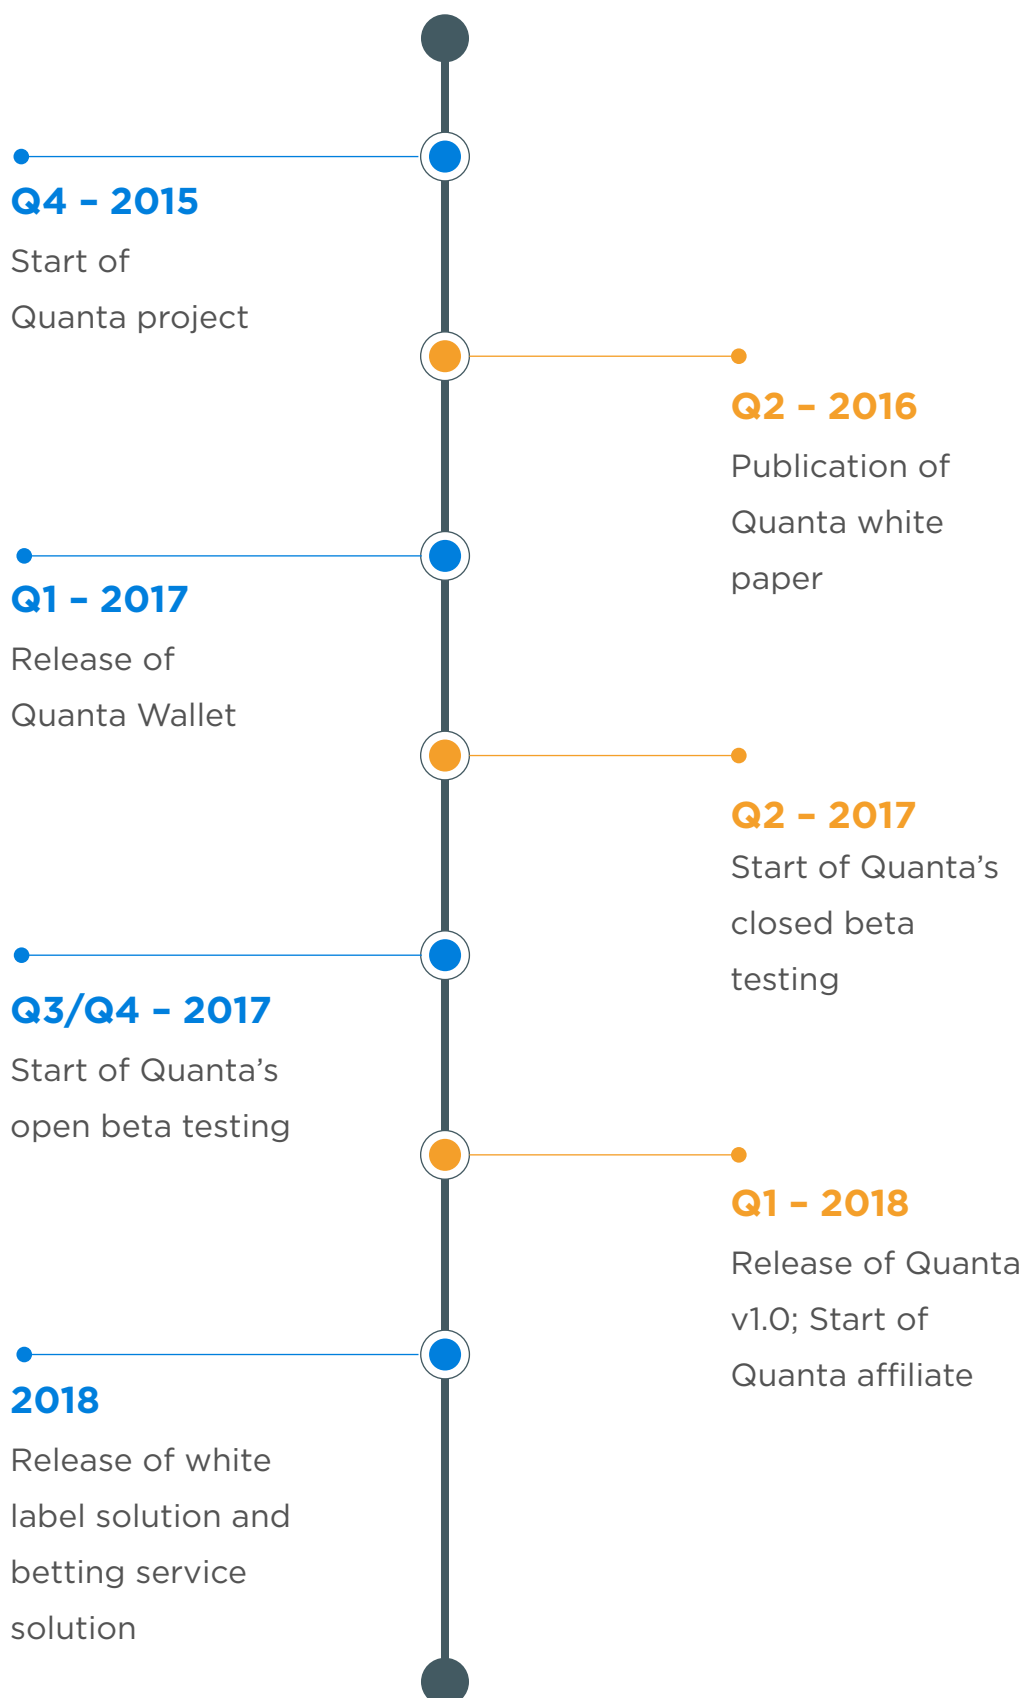 Q4 – 2015
Start of
Quanta project
Q2 – 2016
Publication of
Quanta white
paper
Q1 – 2017
Release of
Quanta Wallet
Q2 – 2017
Start of Quanta’s
closed beta
testing
Q3/Q4 – 2017
Start of Quanta’s
open beta testing
Q1 – 2018
Release of Quanta
v1.0; Start of
Quanta affiliate
2018
Release of white
label solution and
betting service
solution